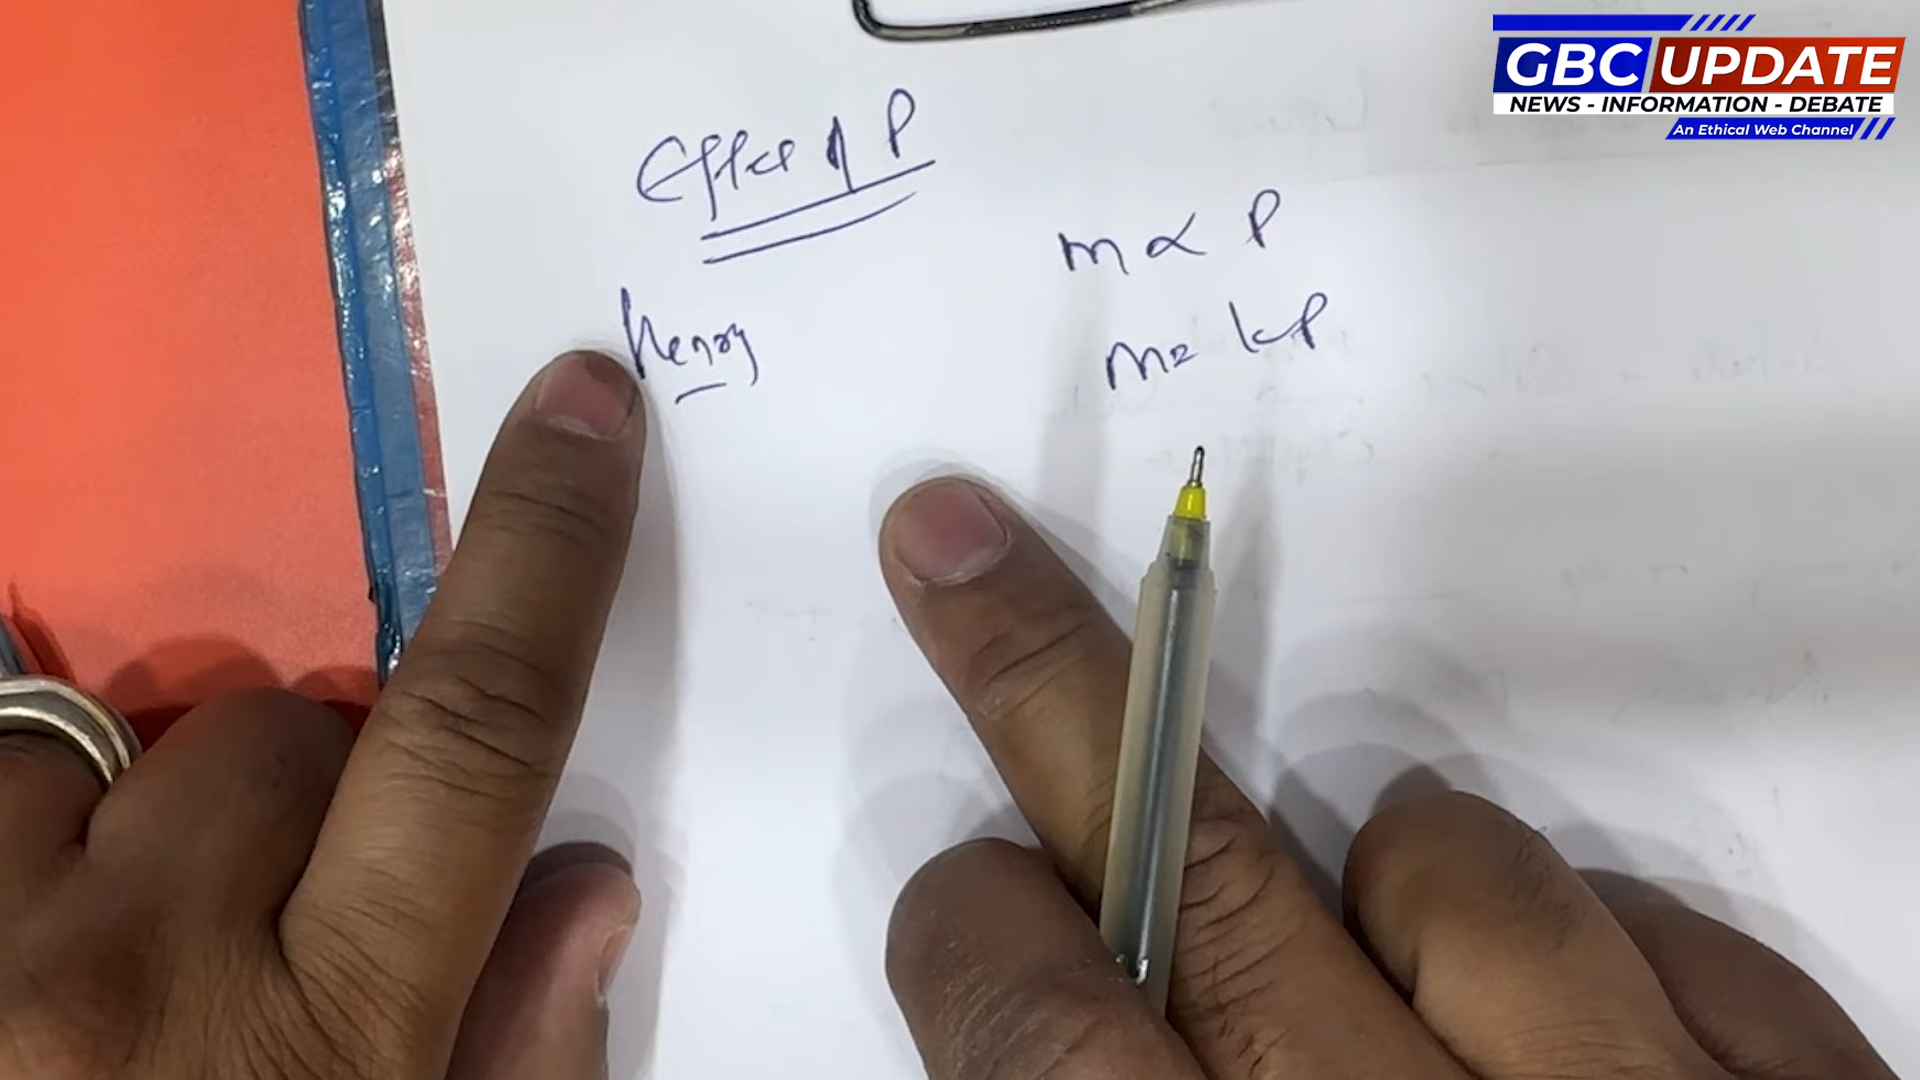 GBC UPDATE
NEWS - INFORMATION - DEBATE
An Ethical Web Channel
Effect of P
Henry
m ∝ P
m = kP